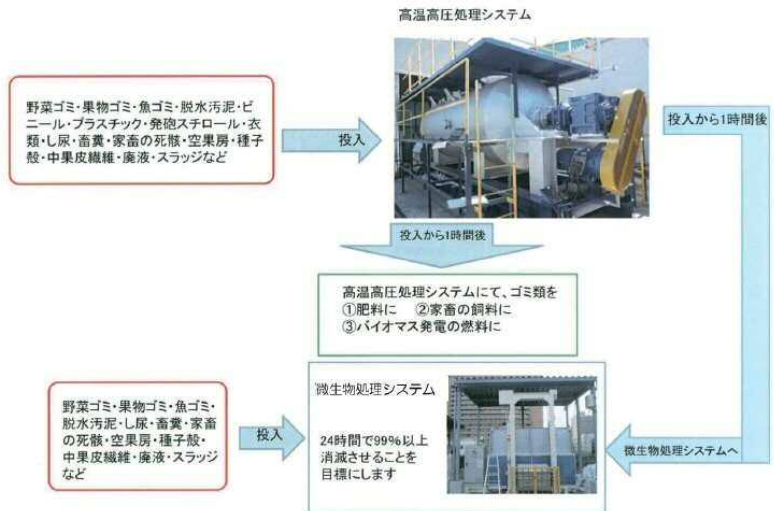 高温高圧処理システム
野菜ゴミ・果物ゴミ・魚ゴミ・脱水汚泥・ビ
ニール・プラスチック・発砲スチロール・衣
類・し尿・畜糞・家畜の死骸・空果房・種子
殻・中果皮繊維・廃液・スラッジなど
投入
投入から1時間後
投入から1時間後
高温高圧処理システムにて、ゴミ類を
①肥料に ②家畜の飼料に
③バイオマス発電の燃料に
野菜ゴミ・果物ゴミ・魚ゴミ・
脱水汚泥・し尿・畜糞・家畜
の死骸・空果房・種子殻・
中果皮繊維・廃液・スラッジ
など
投入
微生物処理システム
24時間で99%以上
消滅させることを
目標にします
微生物処理システムへ